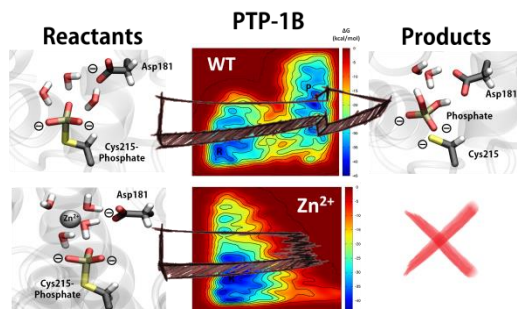 PTP-1B
Reactants
Products
ΔG
(kcal/mol)
WT
Asp181
⊖
⊖
⊖
Cys215-
Phosphate
P
Asp181
Phosphate
⊖
⊖
Cys215
Zn²⁺
Asp181
⊖
Zn²⁺
⊖
⊖
Cys215-
Phosphate